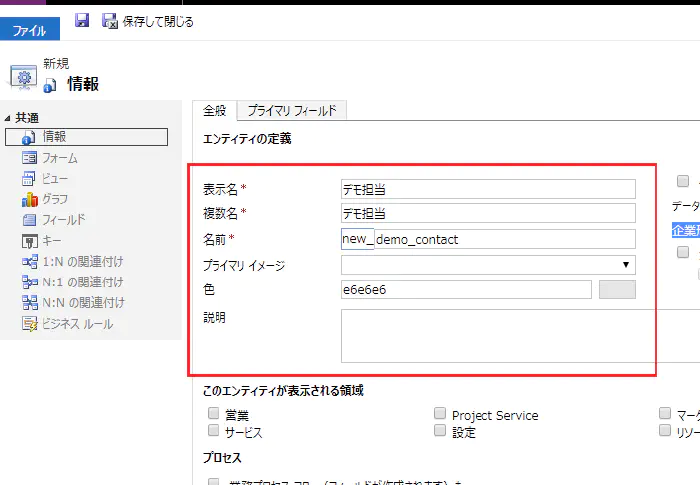 ファイル
保存して閉じる
新規
情報
共通
情報
フォーム
ビュー
グラフ
フィールド
キー
1:N の関連付け
N:1 の関連付け
N:N の関連付け
ビジネス ルール
全般 プライマリ フィールド
エンティティの定義
表示名* デモ担当
複数名* デモ担当
名前* new_ demo_contact
プライマリ イメージ
色 e6e6e6
説明
データ
企業
このエンティティが表示される領域
営業 Project Service マーケ
サービス 設定 リソー
プロセス